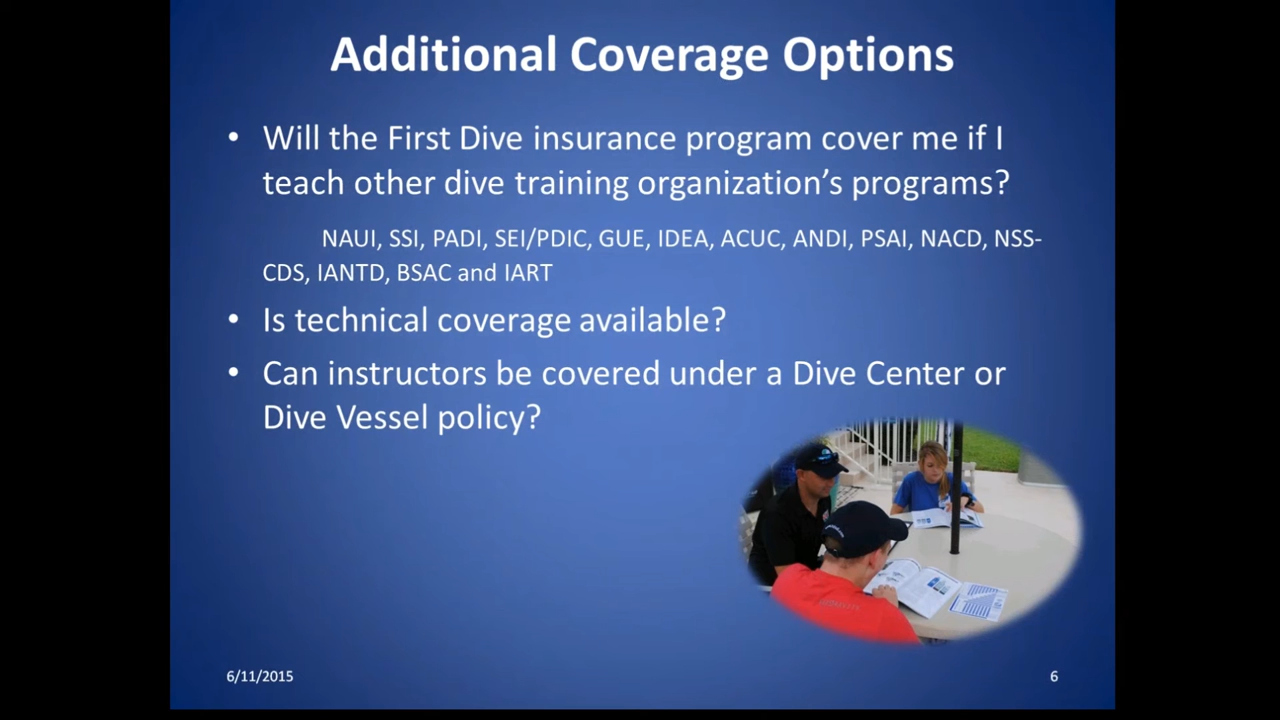 Additional Coverage Options
• Will the First Dive insurance program cover me if I
teach other dive training organization's programs?
NAUI, SSI, PADI, SEI/PDIC, GUE, IDEA, ACUC, ANDI, PSAI, NACD, NSS-
CDS, IANTD, BSAC and IART
• Is technical coverage available?
• Can instructors be covered under a Dive Center or
Dive Vessel policy?
6/11/2015
6